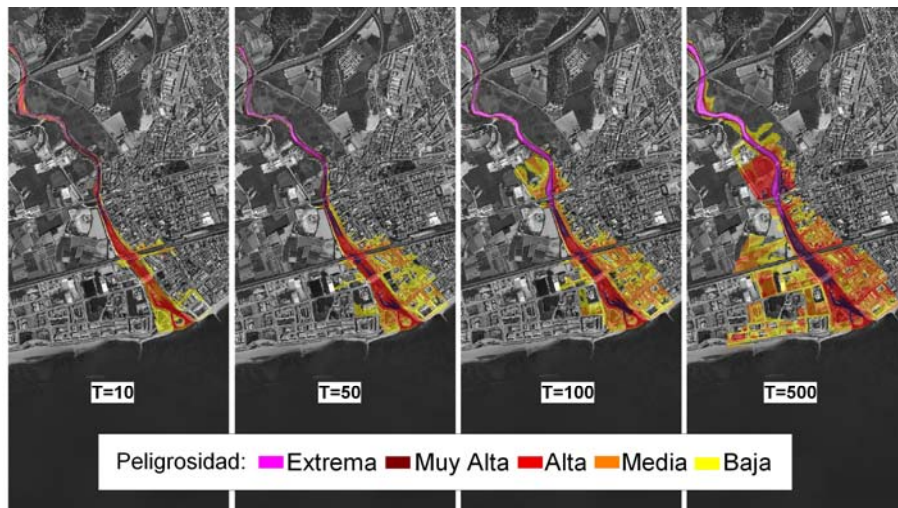 T=10
T=50
T=100
T=500
Peligrosidad: Extrema Muy Alta Alta Media Baja